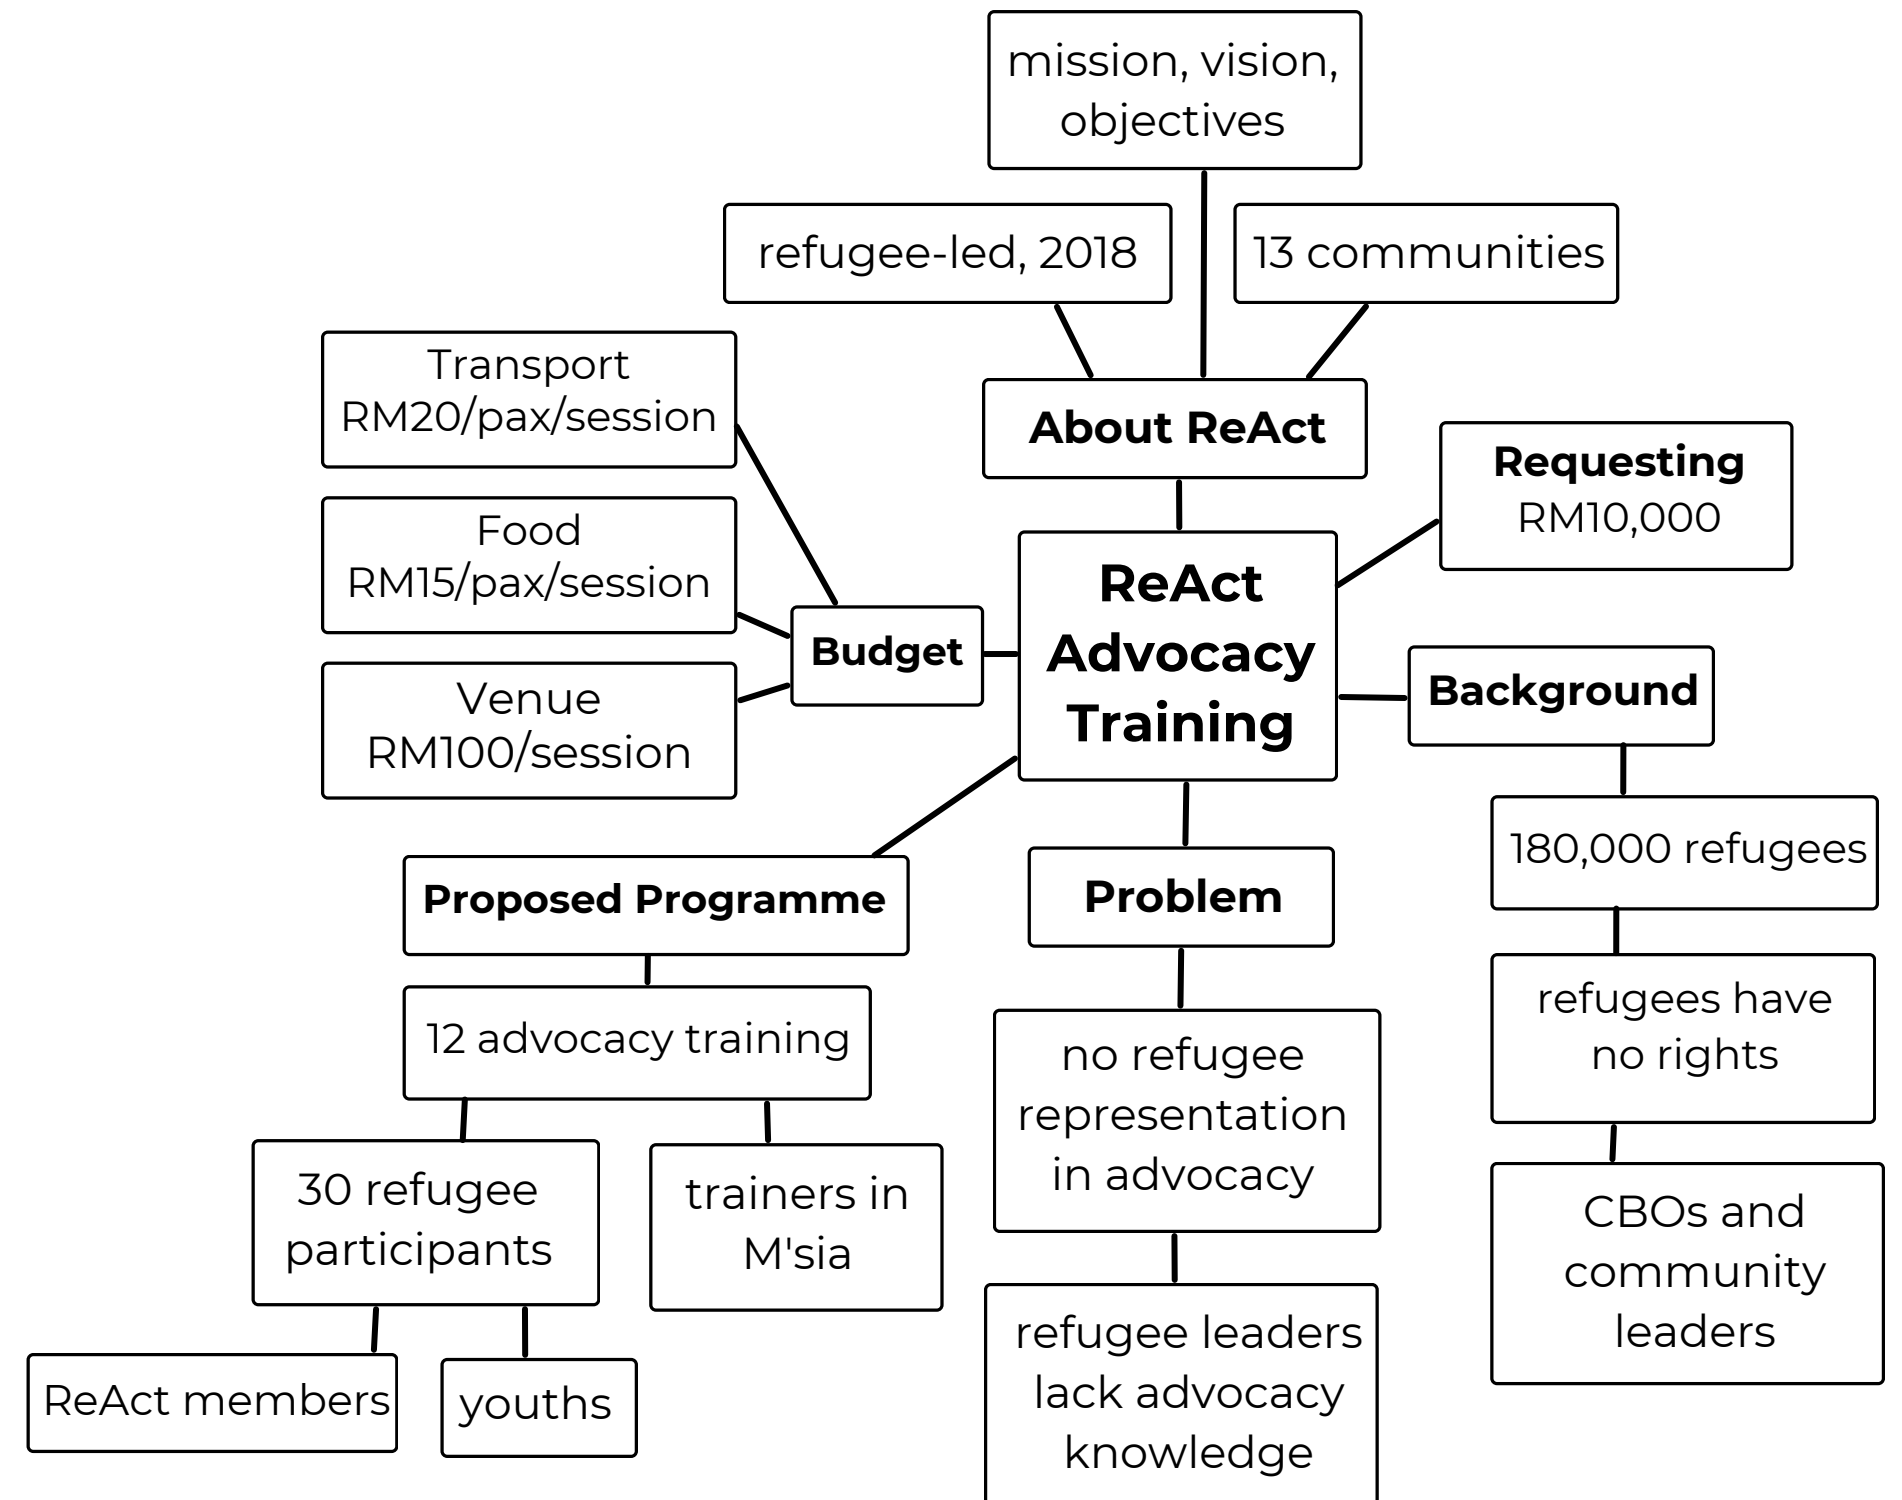 mission, vision,
objectives
refugee-led, 2018
13 communities
Transport
RM20/pax/session
About ReAct
Requesting
RM10,000
Food
RM15/pax/session
ReAct
Advocacy
Training
Budget
Background
Venue
RM100/session
180,000 refugees
Proposed Programme
Problem
refugees have
no rights
12 advocacy training
no refugee
representation
in advocacy
30 refugee
participants
trainers in
M'sia
CBOs and
community
leaders
refugee leaders
lack advocacy
knowledge
ReAct members
youths